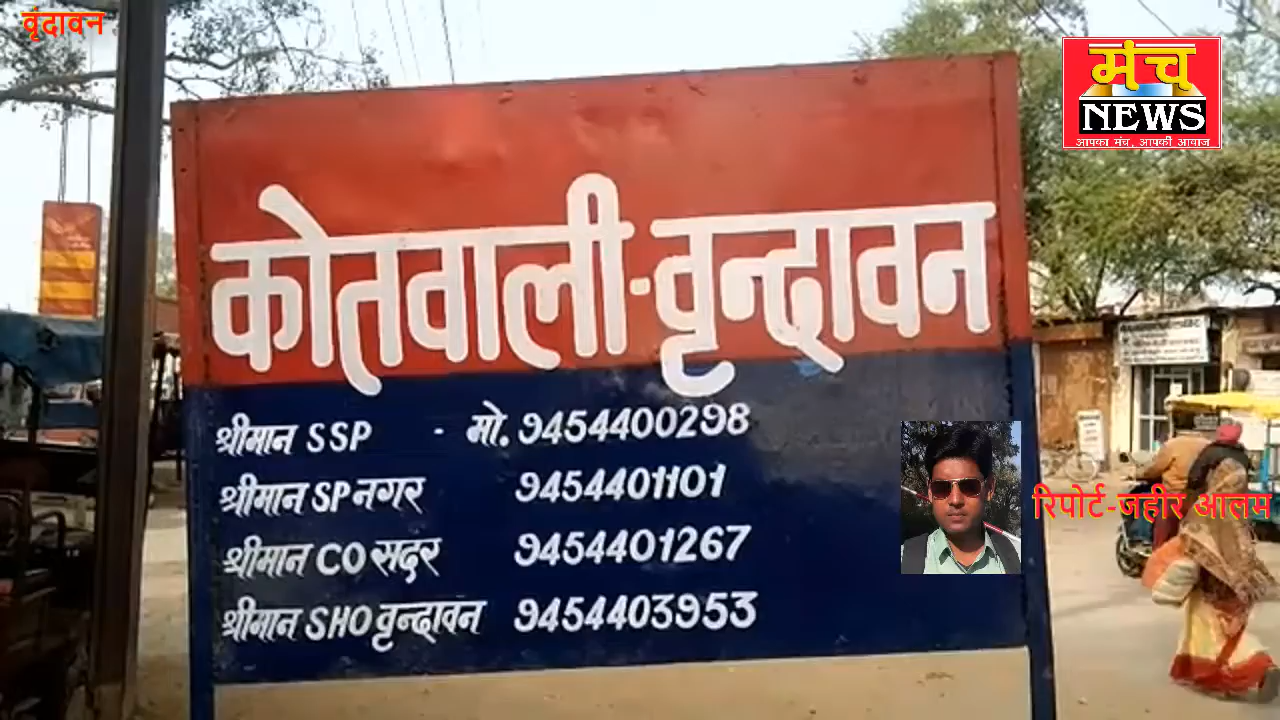 वृंदावन
मंच
NEWS
आपका मंच, आपकी आवाज
कोतवाली-वृन्दावन
श्रीमान SSP - मो. 9454400298
श्रीमान SP नगर 9454401101
श्रीमान CO सदर 9454401267
श्रीमान SHO वृन्दावन 9454403953
रिपोर्ट-जहीर आलम